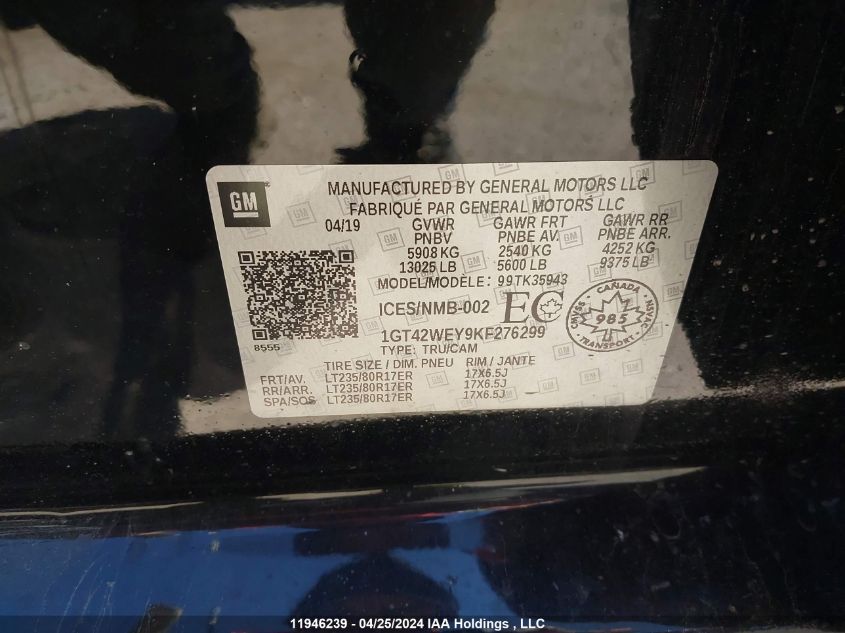 GM
MANUFACTURED BY GENERAL MOTORS LLC
FABRIQUÉ PAR GENERAL MOTORS LLC
04/19 GVWR GAWR FRT GAWR RR
PNBV PNBE AV. PNBE ARR.
5908 KG 2540 KG 4252 KG
13025 LB 5600 LB 9375 LB
MODEL/MODÈLE: 99TK35943
ICES/NMB-002 EC
CANADA
985
NSVAC
1GT42WEY9KF276299
8555 TYPE: TRU/CAM
TIRE SIZE / DIM. PNEU RIM / JANTE
FRT/AV. LT235/80R17ER 17X6.5J
RR/ARR. LT235/80R17ER 17X6.5J
SPA/SOS LT235/80R17ER 17X6.5J
11946239 - 04/25/2024 IAA Holdings , LLC